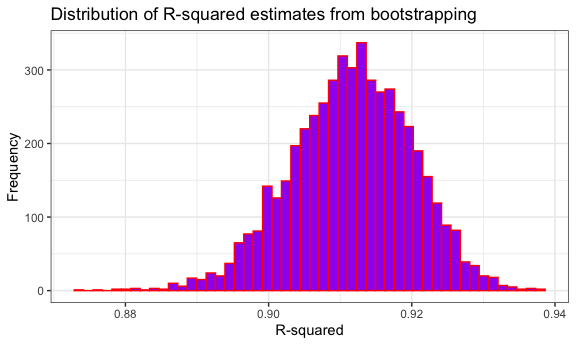 Distribution of R-squared estimates from bootstrapping
300
200
100
0
Frequency
0.88
0.90
0.92
0.94
R-squared